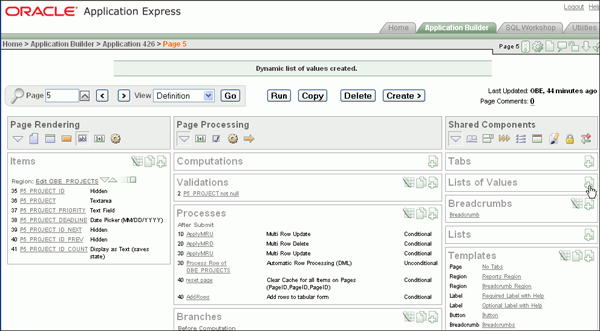 ORACLE Application Express
Logout Help
Home Application Builder SQL Workshop Utilities
Home > Application Builder > Application 426 > Page 5
Page 5
Dynamic list of values created.
Page 5 View Definition Go Run Copy Delete Create >
Last Updated: OBE, 44 minutes ago
Page Comments: 0
Page Rendering
Items
Region: Edit OBE_PROJECTS
35 P5_PROJECT_ID Hidden
36 P5_PROJECT Textarea
37 P5_PROJECT_PRIORITY Text Field
38 P5_PROJECT_DEADLINE Date Picker (MM/DD/YYYY)
39 P5_PROJECT_ID_NEXT Hidden
40 P5_PROJECT_ID_PREV Hidden
41 P5_PROJECT_ID_COUNT Display as Text (saves
state)
Page Processing
Computations
Validations
2 P5_PROJECT not null
Processes
After Submit
10 ApplyMRU Multi Row Update Conditional
20 ApplyMRD Multi Row Delete Conditional
30 ApplyMRU Multi Row Update Conditional
30 Process Row of
OBE_PROJECTS Automatic Row Processing (DML) Unconditional
40 reset page Clear Cache for all Items on Pages
(PageID,PageID,PageID) Conditional
40 AddRows Add rows to tabular form Conditional
Branches
Before Computation
Shared Components
Tabs
Lists of Values
Breadcrumbs
Breadcrumb
Lists
Templates
Page No Tabs
Region Reports Region
Region Breadcrumb Region
Label Required Label with Help
Label Optional Label with Help
Button Button
Breadcrumb Breadcrumbs